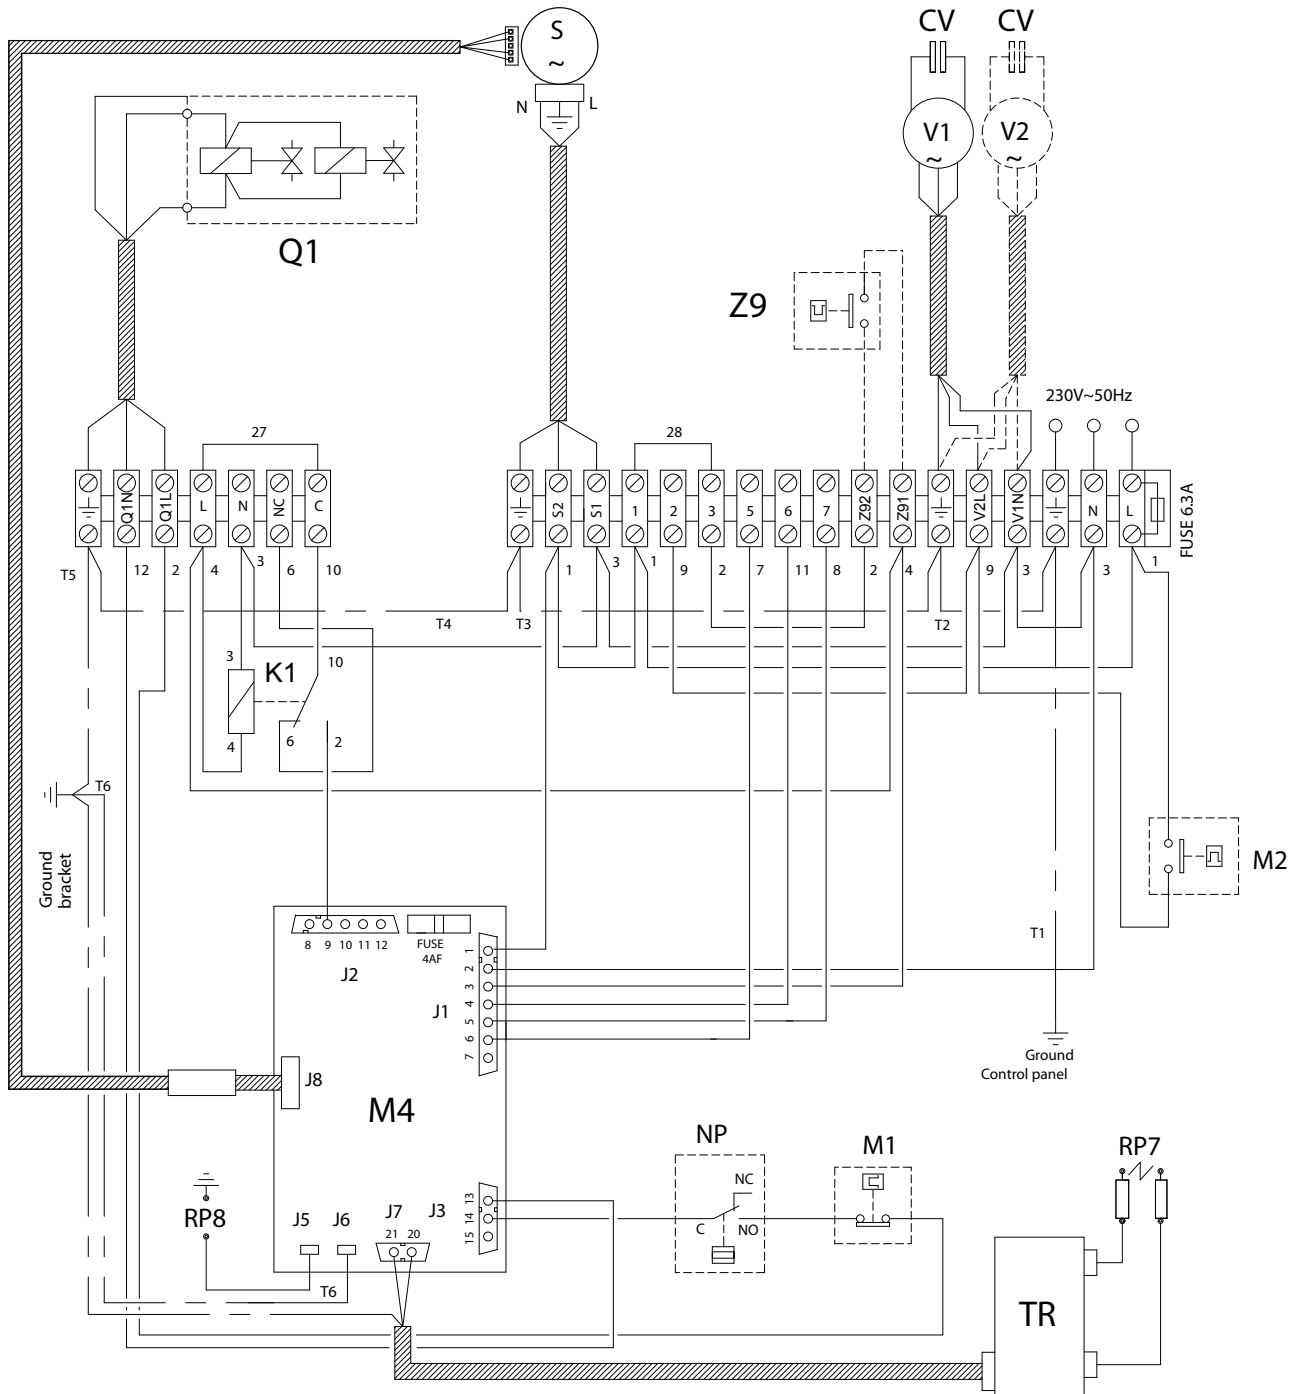 CV CV
S
~
N L
V1 V2
~ ~
Q1
Z9
230V~50Hz
27 28
Q1N Q1L L N NC C
S2 S1 1 2 3 5 6 7 Z92 Z91 V2L V1N N L
FUSE 6.3A
T5 12 2 4 3 6 10
1 3 1 9 2 7 11 8 2 4 9 3 3 1
T4 T3 T2
3 K1 10
4 6 2
T6
Ground
bracket
M2
T1
8 9 10 11 12
FUSE
4AF
J2
J1
1
2
3
4
5
6
7
Ground
Control panel
J8
M4
NP M1 RP7
NC
C NO
RP8
J5 J6 J7 J3
21 20
13
14
15
T6
TR